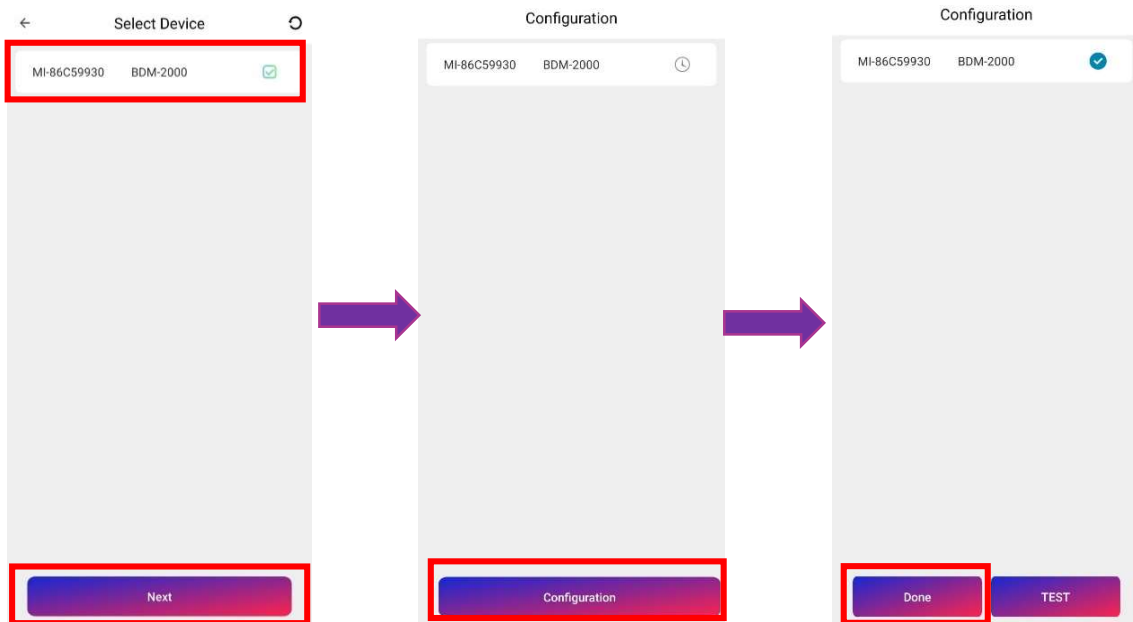 Select Device
MI-86C59930 BDM-2000
Next
Configuration
MI-86C59930 BDM-2000
Configuration
Configuration
MI-86C59930 BDM-2000
Done TEST